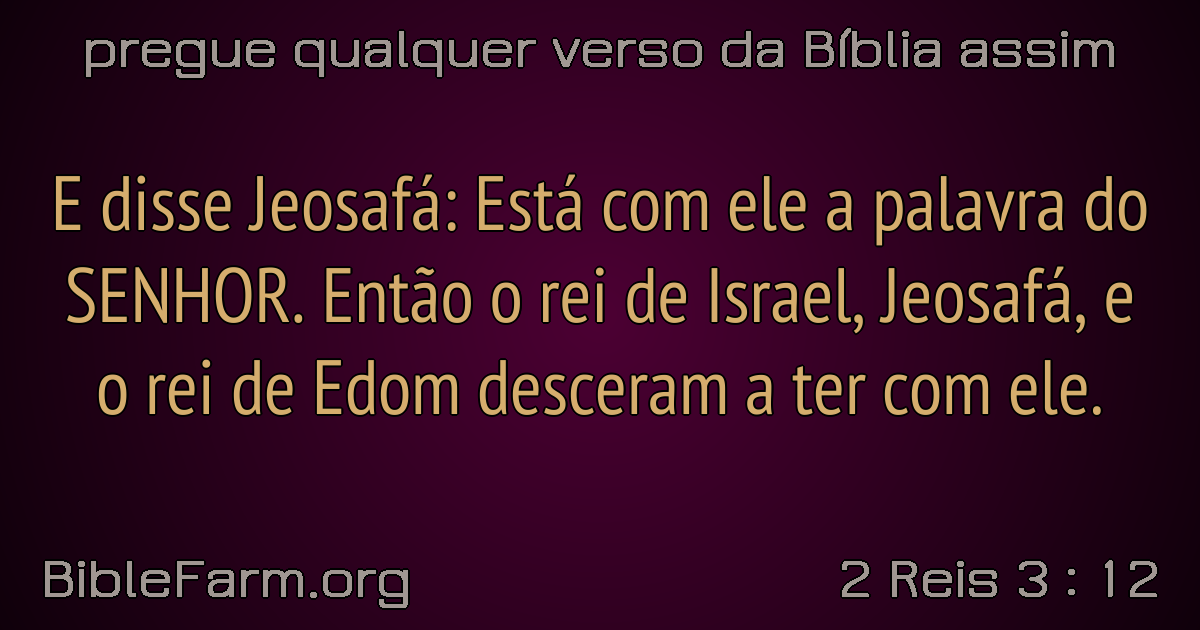 pregue qualquer verso da Bíblia assim
E disse Jeosafá: Está com ele a palavra do
SENHOR. Então o rei de Israel, Jeosafá, e
o rei de Edom desceram a ter com ele.
BibleFarm.org
2 Reis 3 : 12